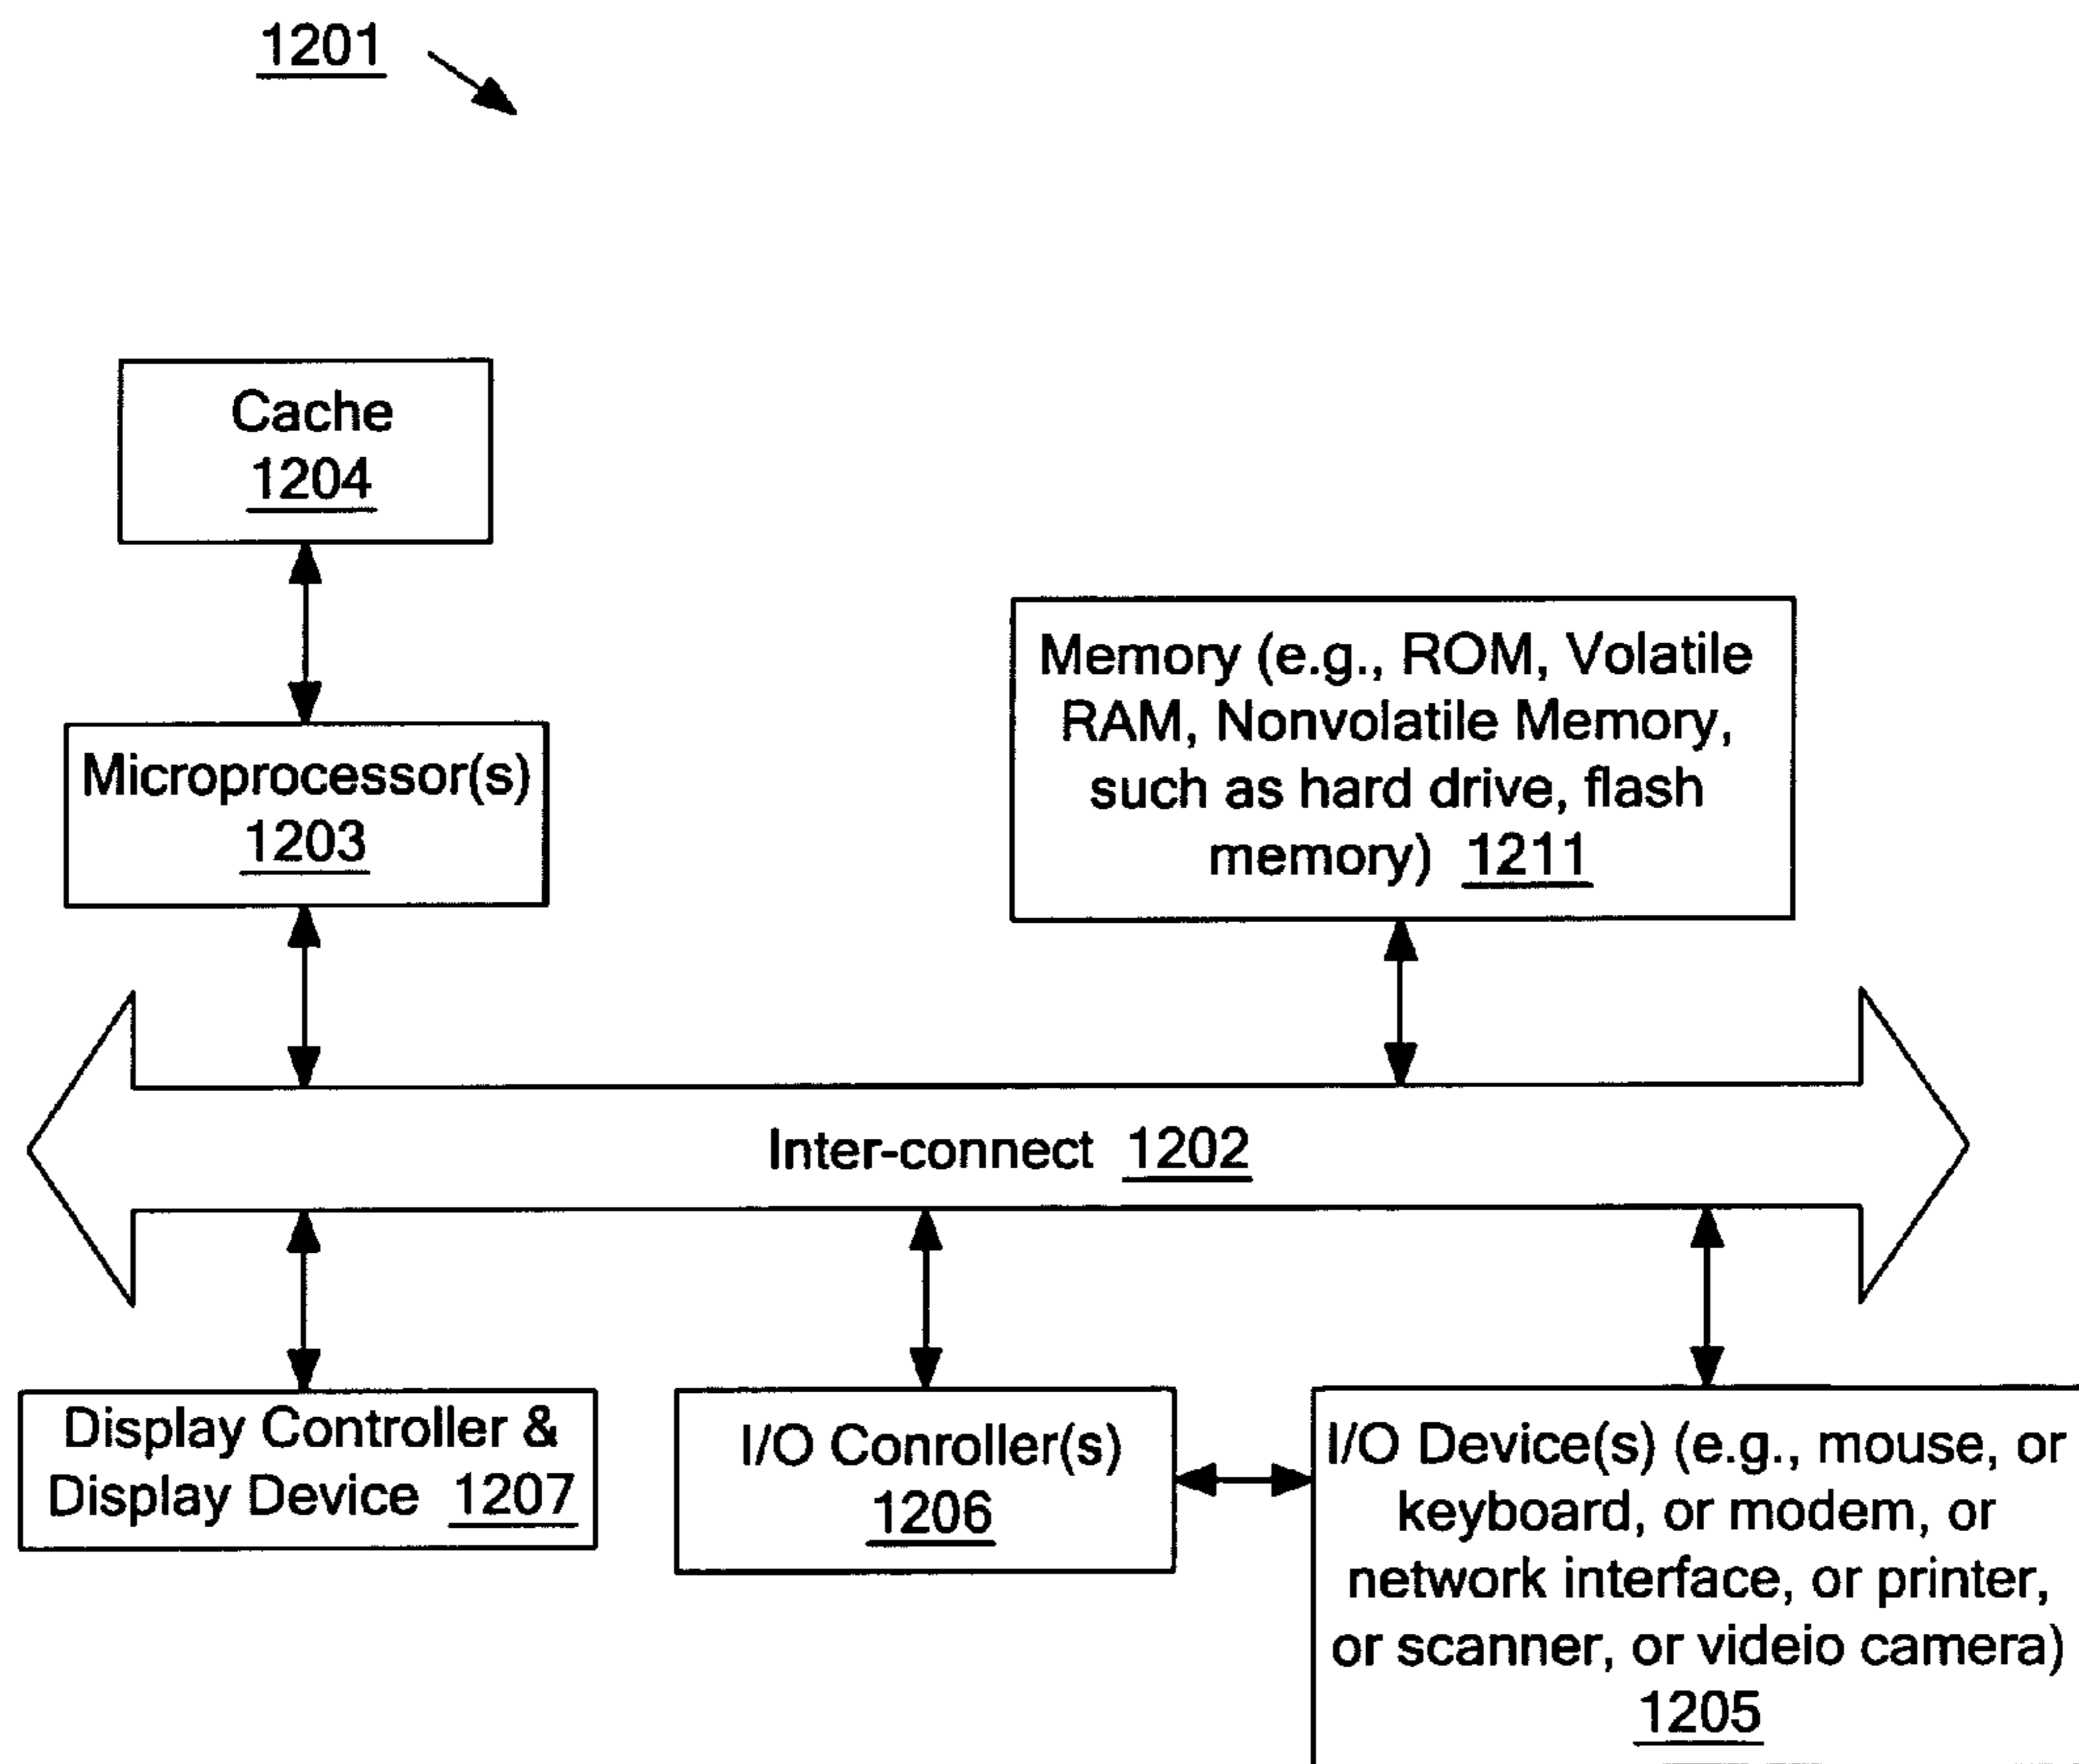 1201
Cache
1204
Microprocessor(s)
1203
Memory (e.g., ROM, Volatile
RAM, Nonvolatile Memory,
such as hard drive, flash
memory) 1211
Inter-connect 1202
Display Controller &
Display Device 1207
I/O Conroller(s)
1206
I/O Device(s) (e.g., mouse, or
keyboard, or modem, or
network interface, or printer,
or scanner, or videio camera)
1205